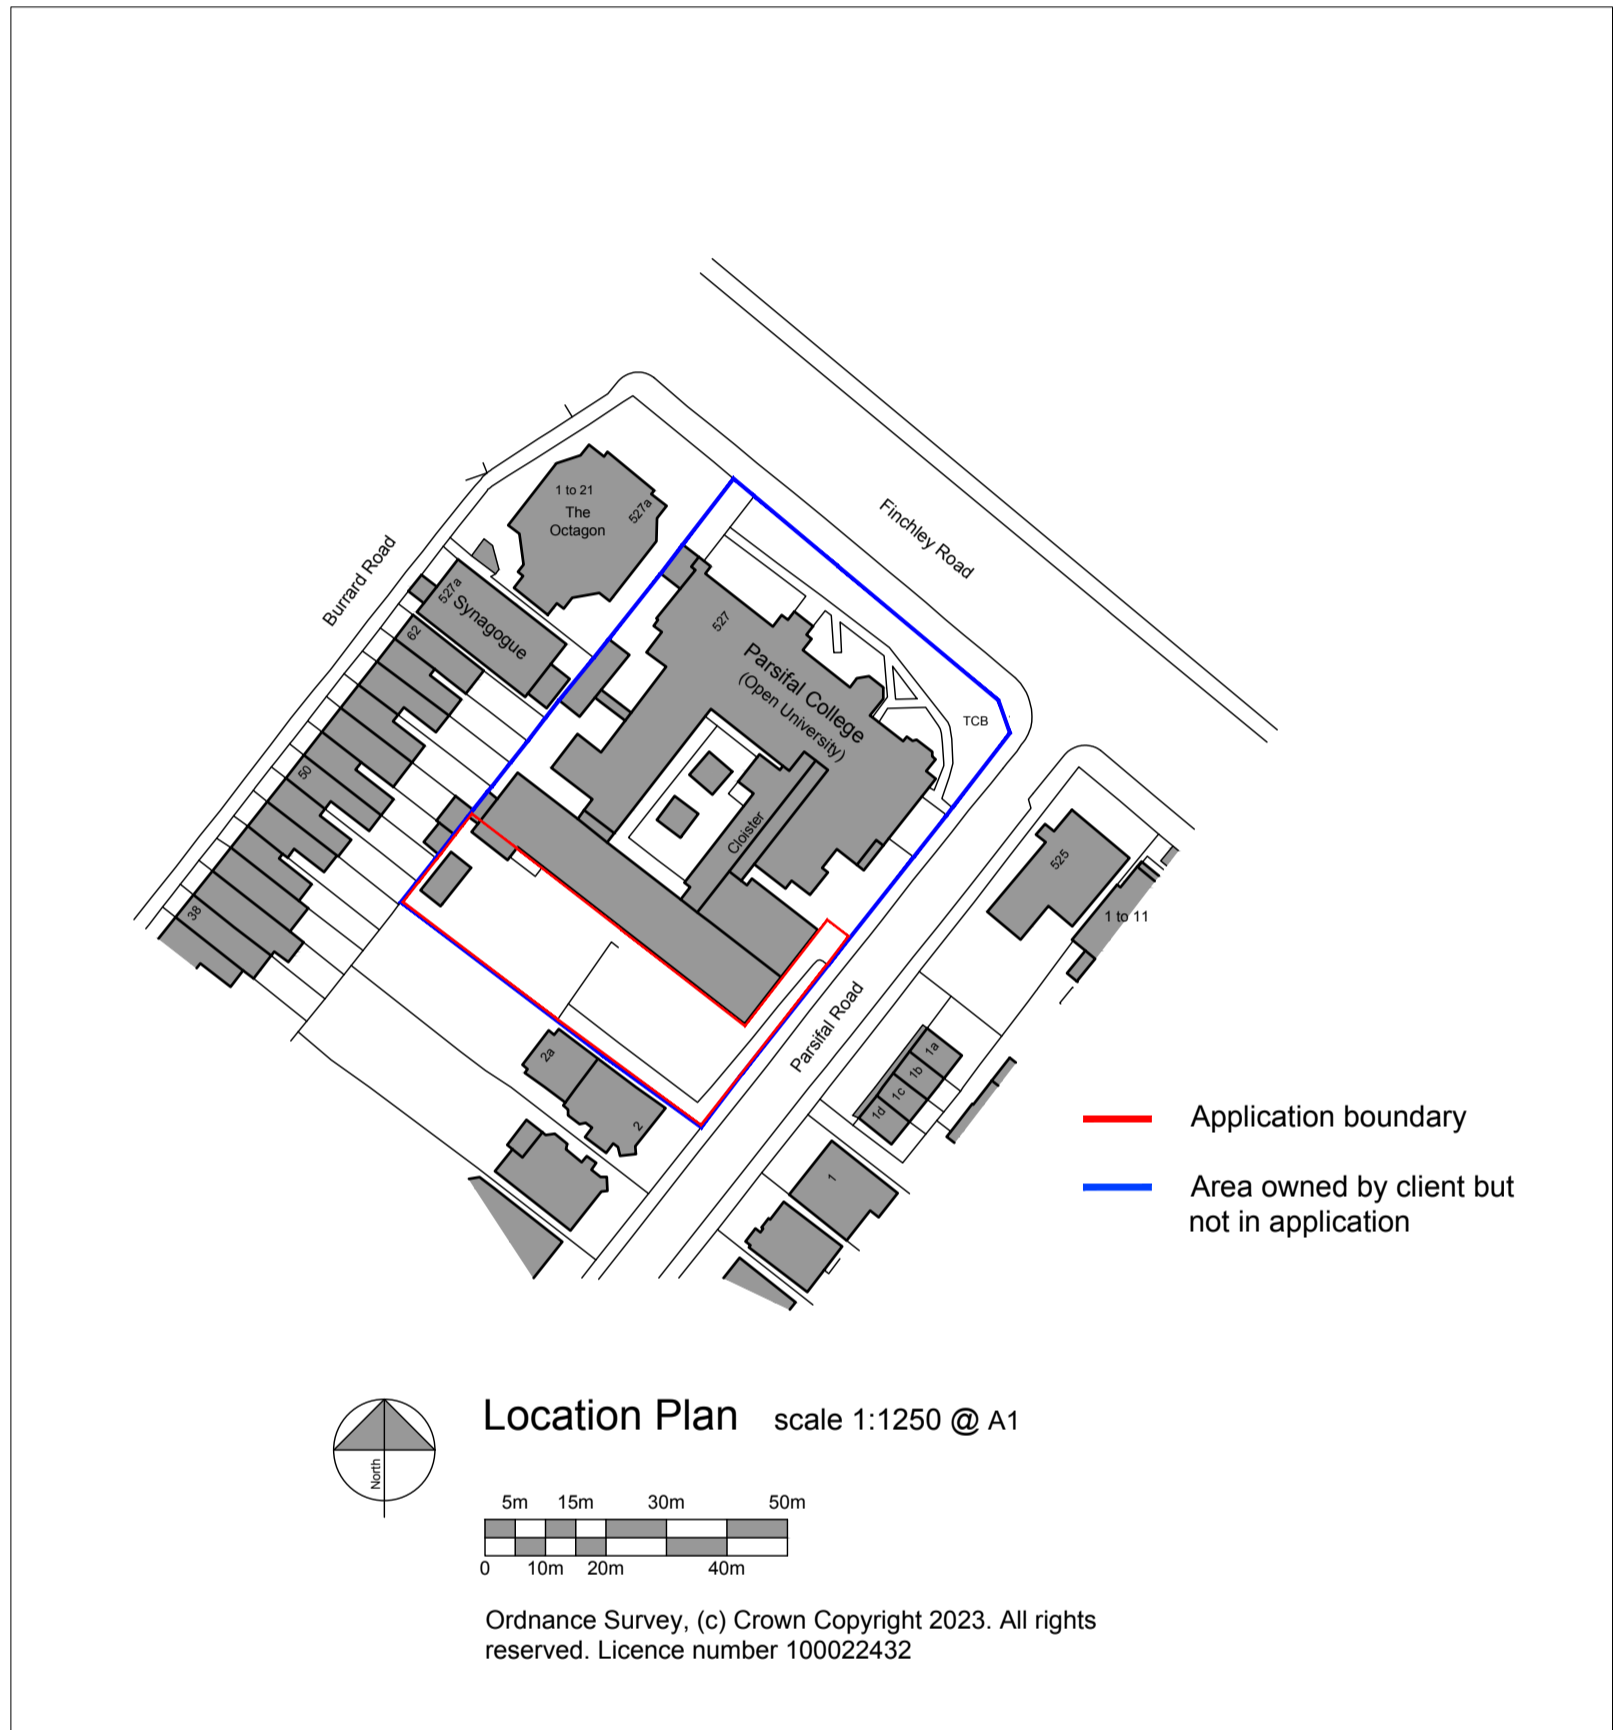 Finchley Road
Burrard Road
1 to 21
The
Octagon
527a
527a
Synagogue
62
50
38
527
Parsifal College
(Open University)
Cloister
TCB
525
1 to 11
Parsifal Road
1a
1b
1c
1d
1
2a
2
Application boundary
Area owned by client but
not in application
North
Location Plan scale 1:1250 @ A1
5m 15m 30m 50m
0 10m 20m 40m
Ordnance Survey, (c) Crown Copyright 2023. All rights
reserved. Licence number 100022432